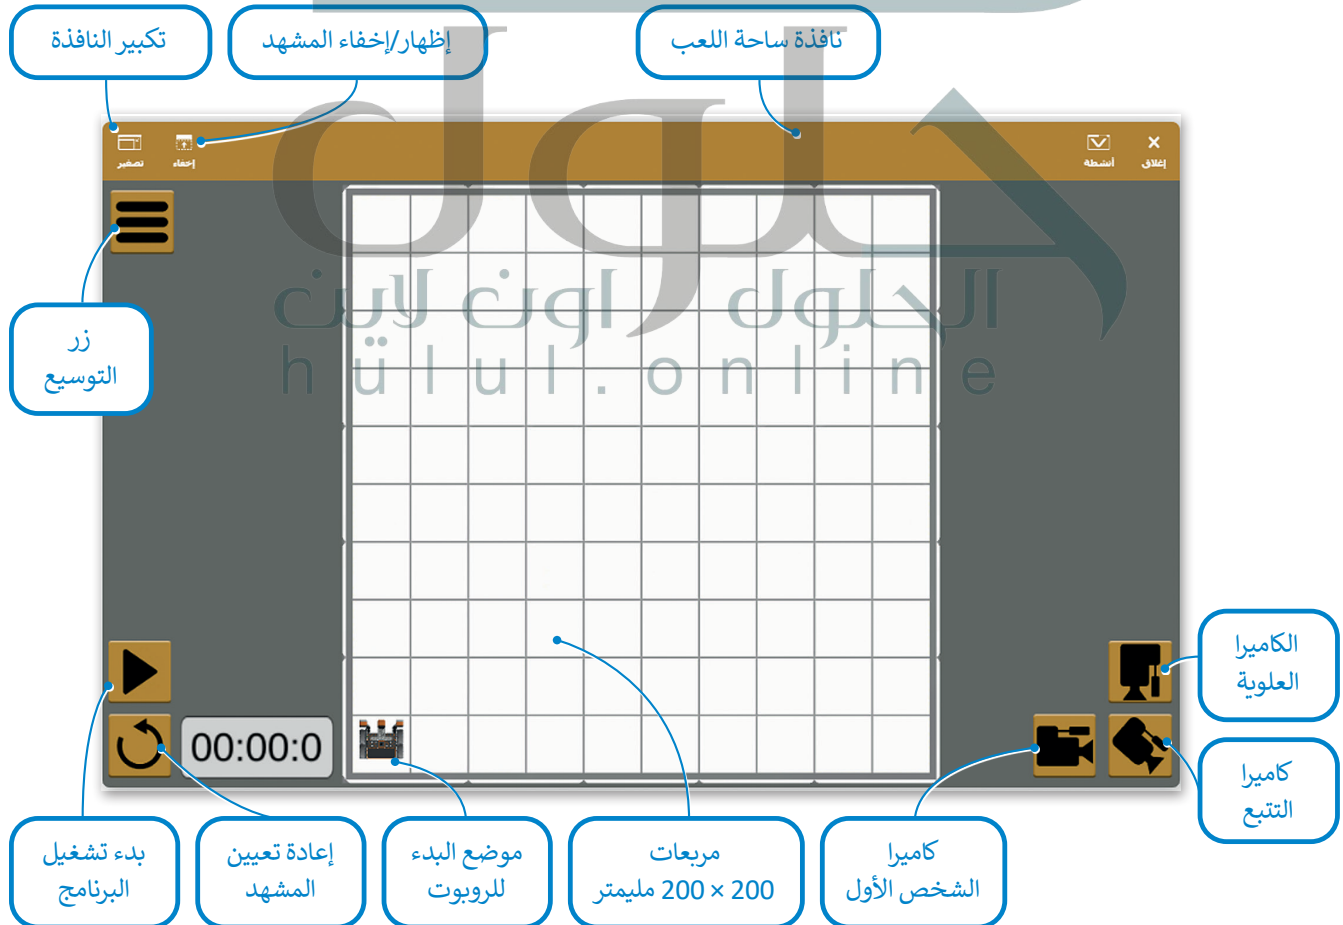 نافذة ساحة اللعب
إظهار/إخفاء المشهد
تكبير النافذة
إغلاق
أنشطة
إخفاء
تصغير
حلول
الحلول اون لاين
hulul.online
زر
التوسيع
الكاميرا
العلوية
كاميرا
التتبع
00:00:0
كاميرا
الشخص الأول
مربعات
200 × 200 مليمتر
موضع البدء
للروبوت
إعادة تعيين
المشهد
بدء تشغيل
البرنامج